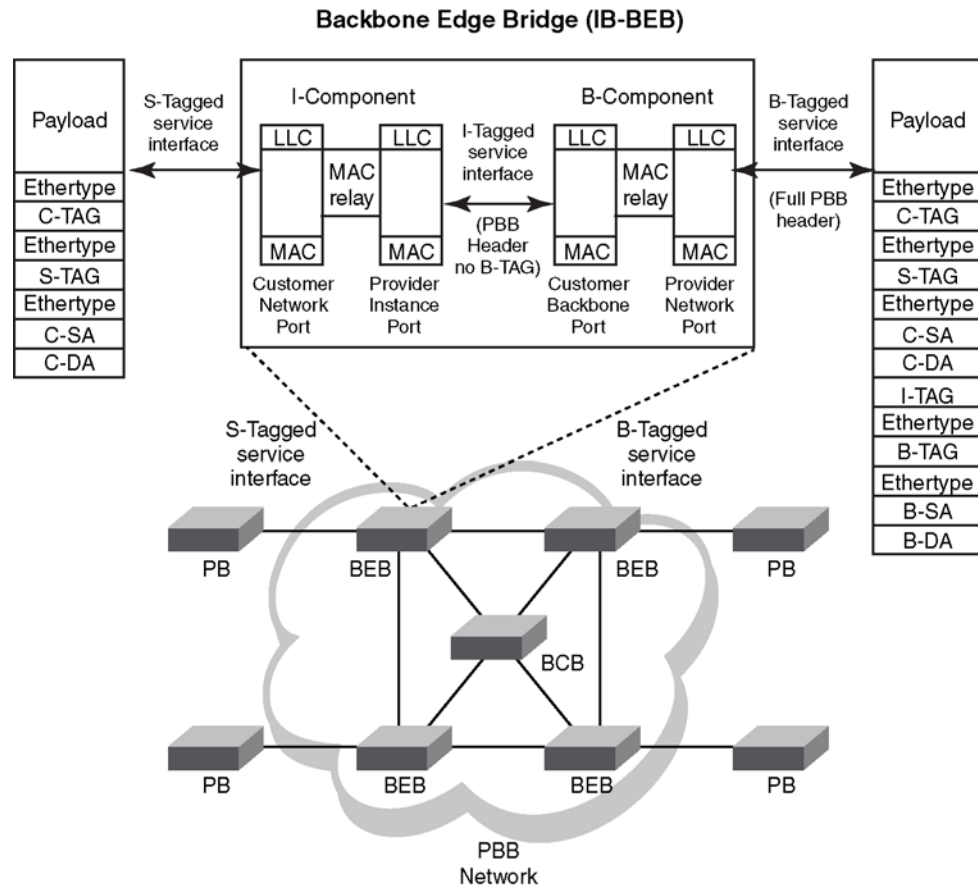 Backbone Edge Bridge (IB-BEB)
Payload
Ethertype
C-TAG
Ethertype
S-TAG
Ethertype
C-SA
C-DA
S-Tagged
service
interface
I-Component
LLC
LLC
MAC
relay
MAC
MAC
Customer
Network
Port
Provider
Instance
Port
I-Tagged
service
interface
(PBB
Header
no B-TAG)
B-Component
LLC
LLC
MAC
relay
MAC
MAC
Customer
Backbone
Port
Provider
Network
Port
B-Tagged
service
interface
(Full PBB
header)
Payload
Ethertype
C-TAG
Ethertype
S-TAG
Ethertype
C-SA
C-DA
I-TAG
Ethertype
B-TAG
Ethertype
B-SA
B-DA
S-Tagged
service
interface
B-Tagged
service
interface
PB
BEB
BEB
PB
BCB
PB
BEB
BEB
PB
PBB
Network